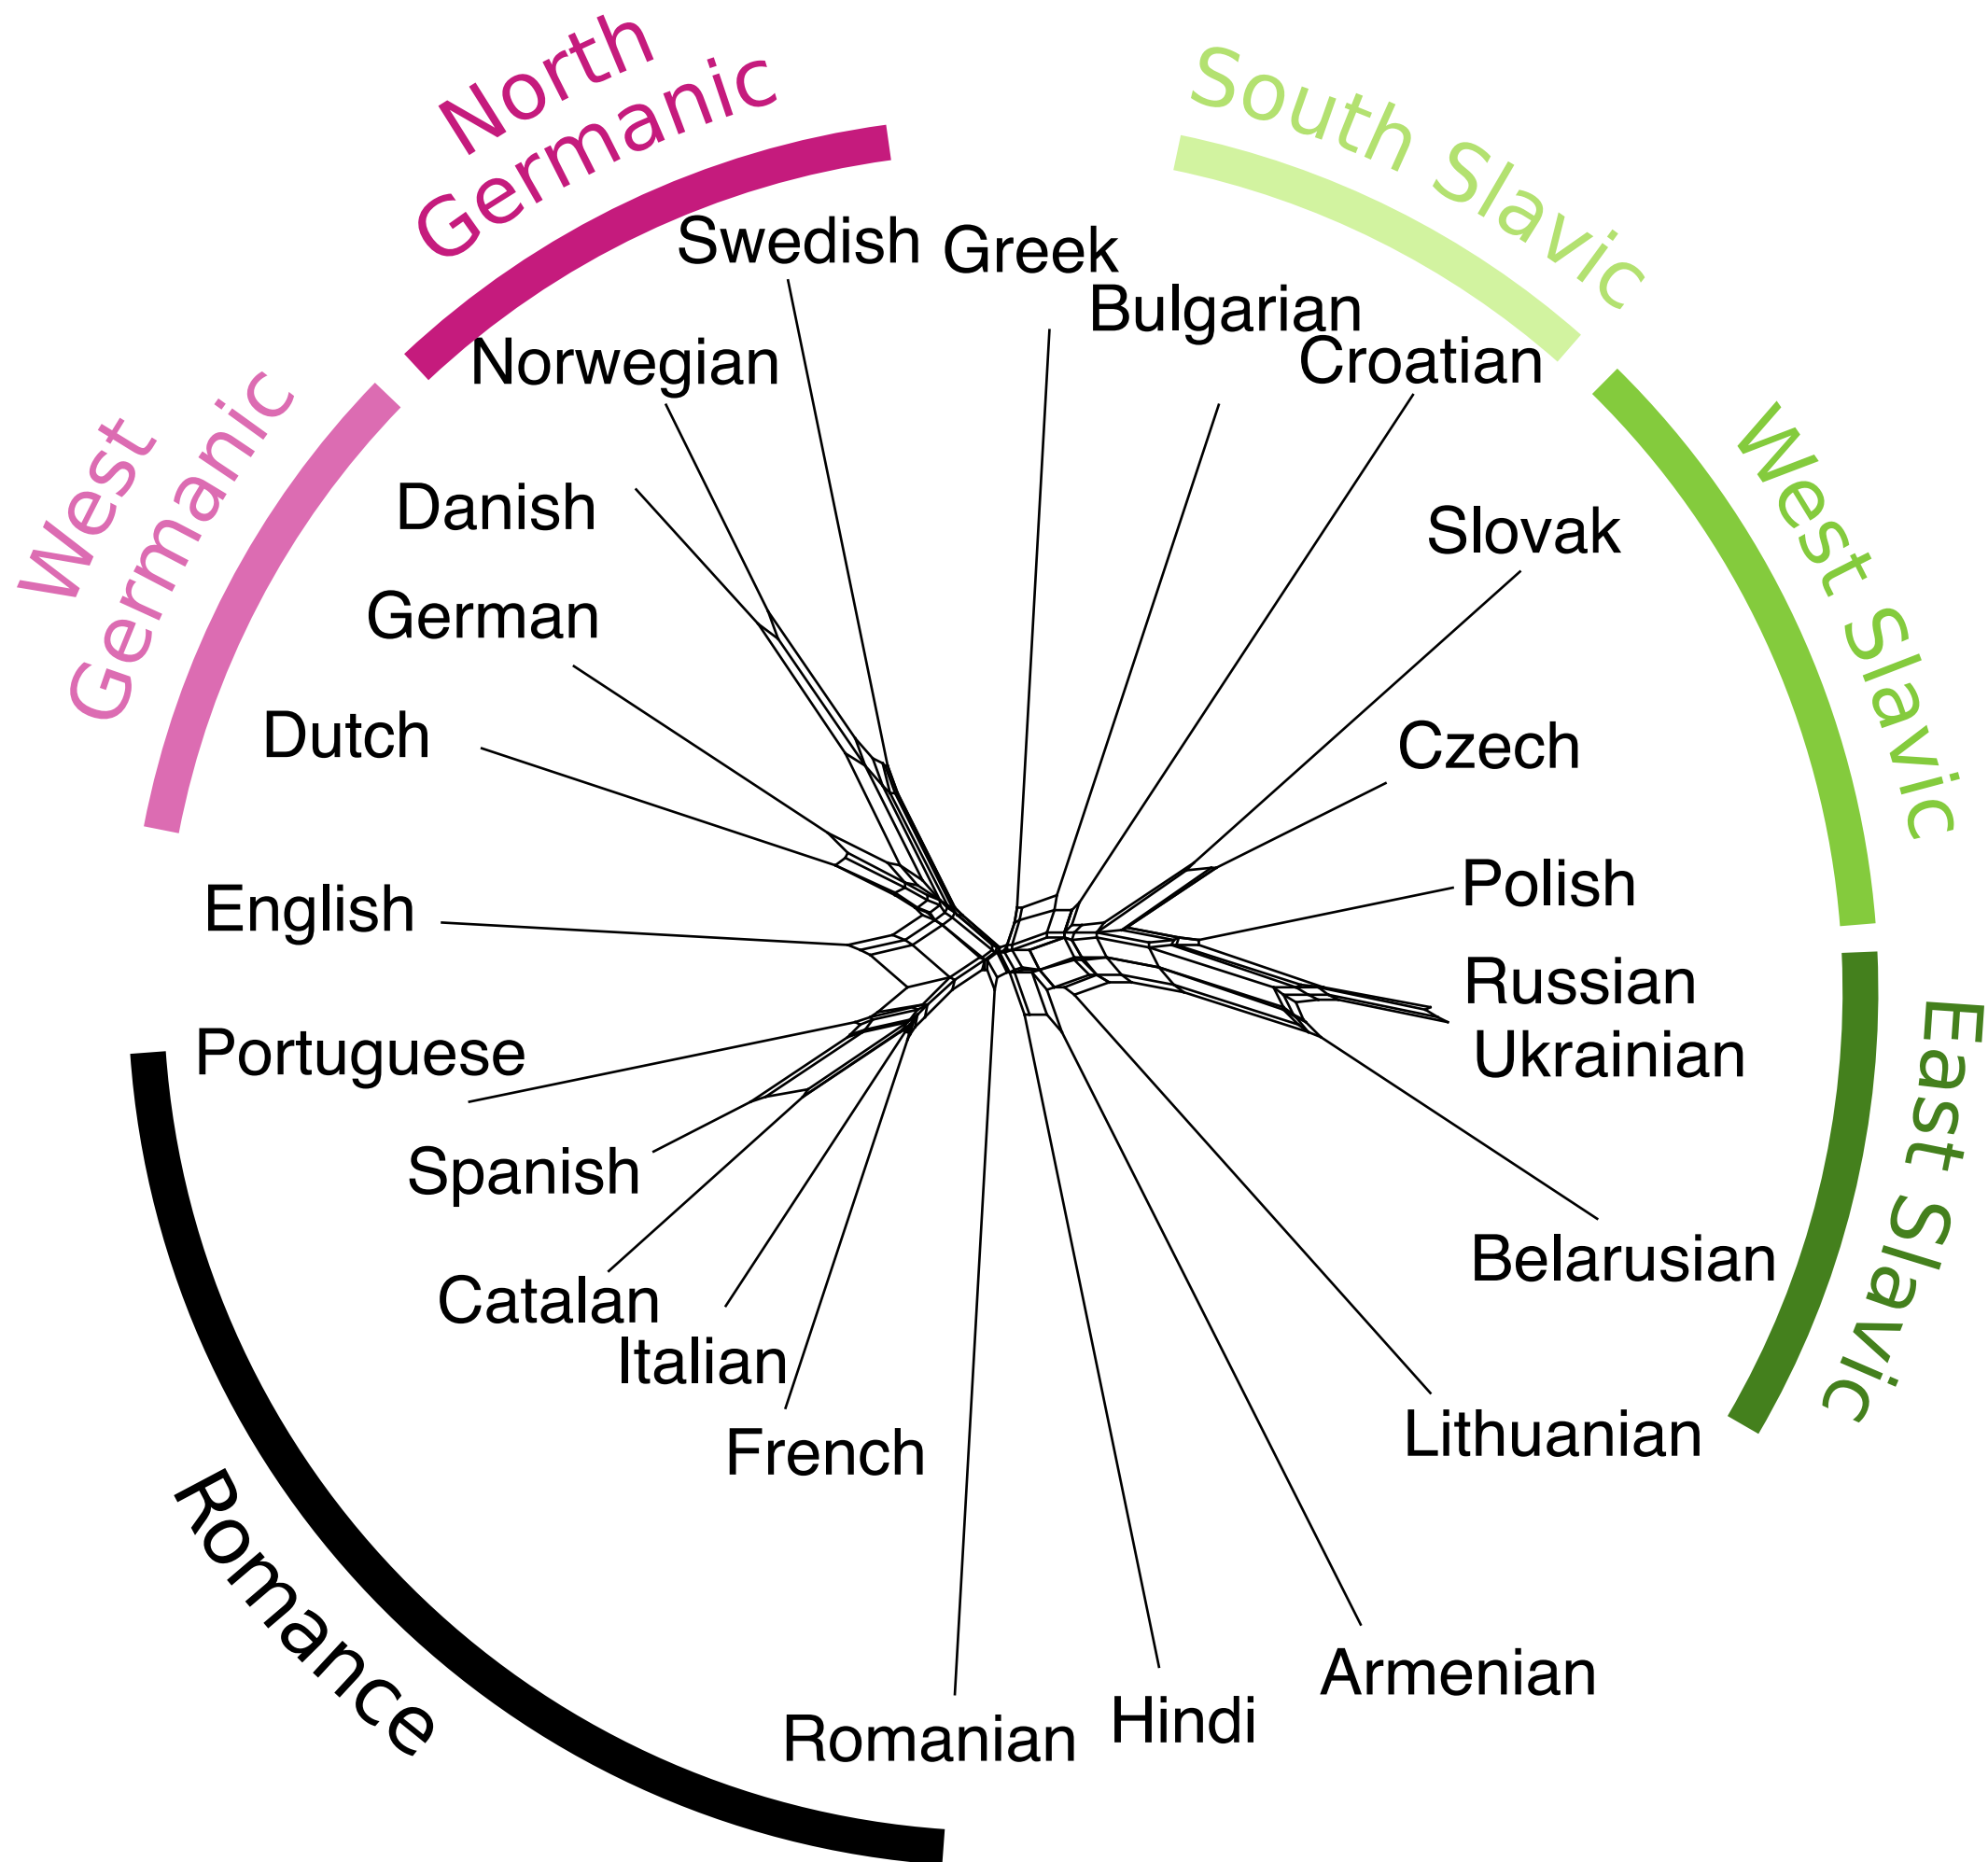 North
Germanic
South Slavic
Swedish
Greek
Bulgarian
Croatian
Norwegian
West
Germanic
West Slavic
Danish
Slovak
German
Dutch
Czech
English
Polish
Russian
Portuguese
Ukrainian
East Slavic
Spanish
Belarusian
Catalan
Italian
French
Lithuanian
Romance
Armenian
Hindi
Romanian